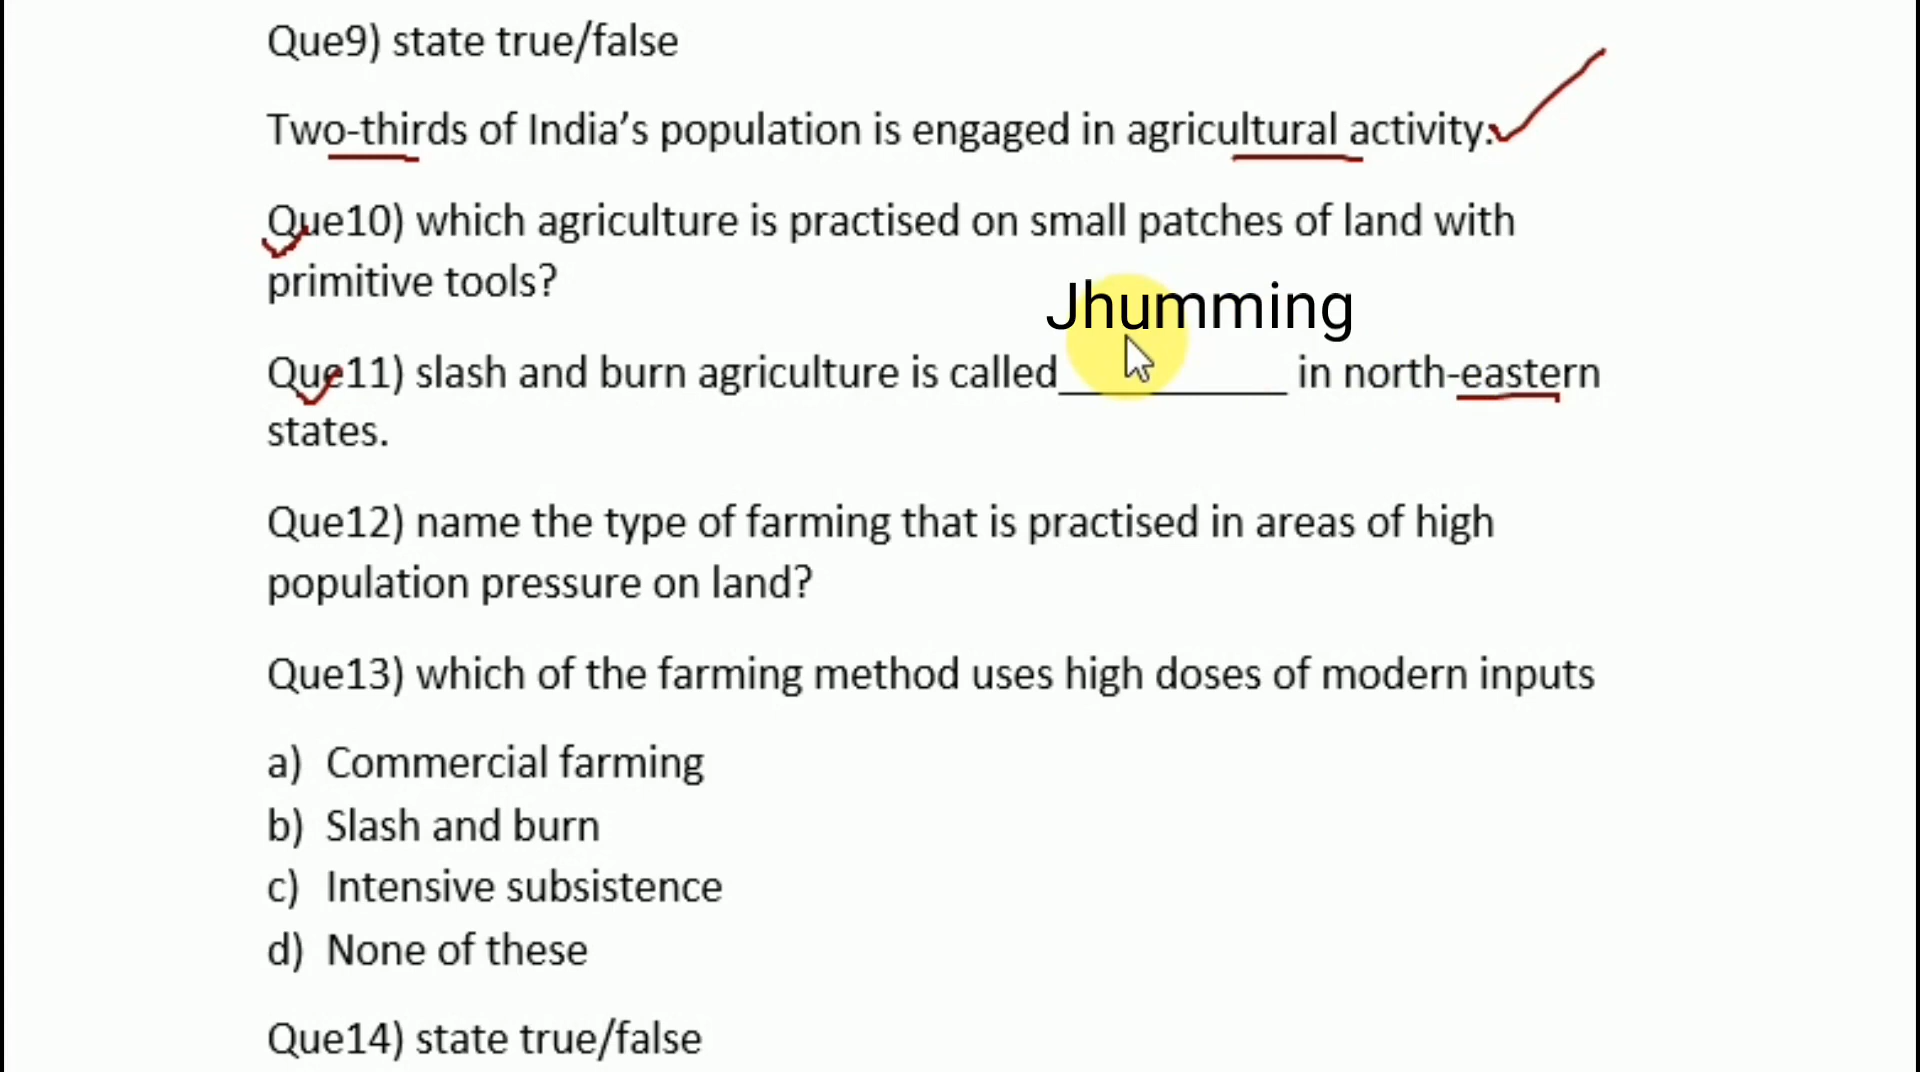 Que9) state true/false
Two-thirds of India’s population is engaged in agricultural activity.
Que10) which agriculture is practised on small patches of land with
primitive tools?
Jhumming
Que11) slash and burn agriculture is called__________ in north-eastern
states.
Que12) name the type of farming that is practised in areas of high
population pressure on land?
Que13) which of the farming method uses high doses of modern inputs
a) Commercial farming
b) Slash and burn
c) Intensive subsistence
d) None of these
Que14) state true/false